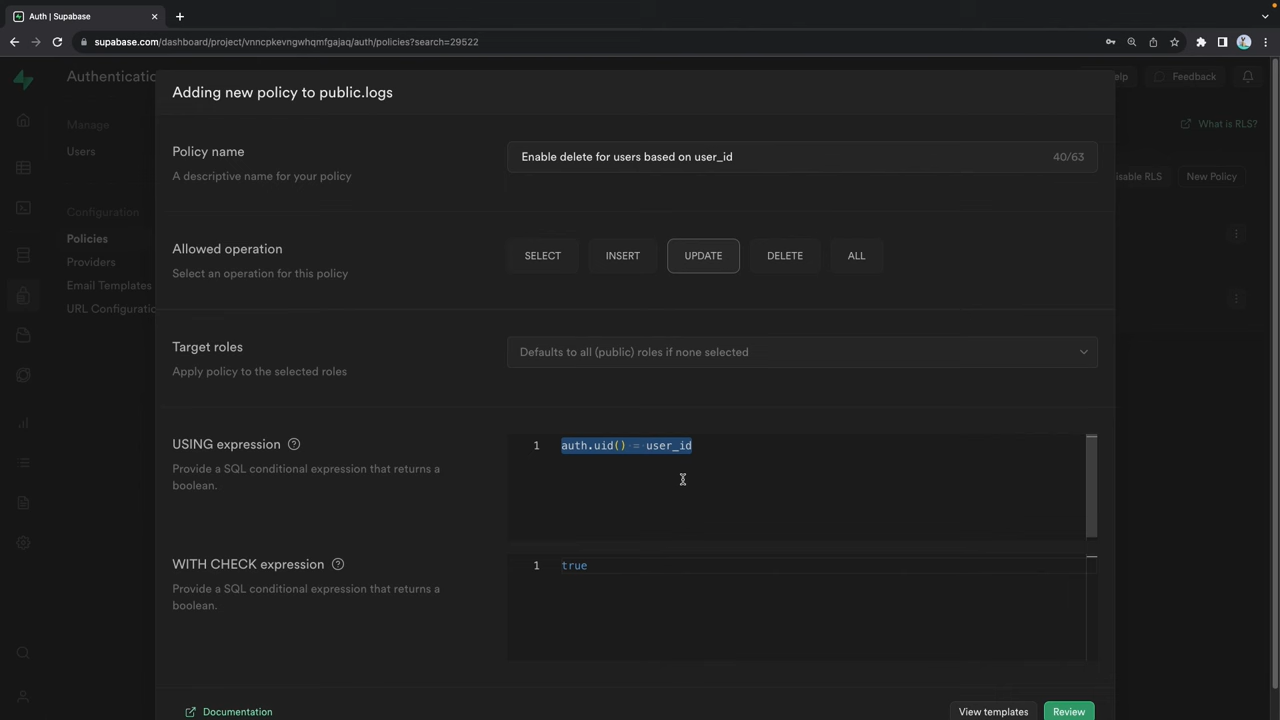 Auth | Supabase
supabase.com/dashboard/project/vnncpkevngwhqmfgajaq/auth/policies?search=29522
Authenticatic
elp
Feedback
Adding new policy to public.logs
Manage
Users
What is RLS?
Policy name
A descriptive name for your policy
Enable delete for users based on user_id
40/63
isable RLS
New Policy
Configuration
Policies
Providers
Email Templates
URL Configuratic
Allowed operation
Select an operation for this policy
SELECT
INSERT
UPDATE
DELETE
ALL
Target roles
Apply policy to the selected roles
Defaults to all (public) roles if none selected
USING expression
Provide a SQL conditional expression that returns a
boolean.
1 auth.uid() = user_id
WITH CHECK expression
Provide a SQL conditional expression that returns a
boolean.
1 true
Documentation
View templates
Review